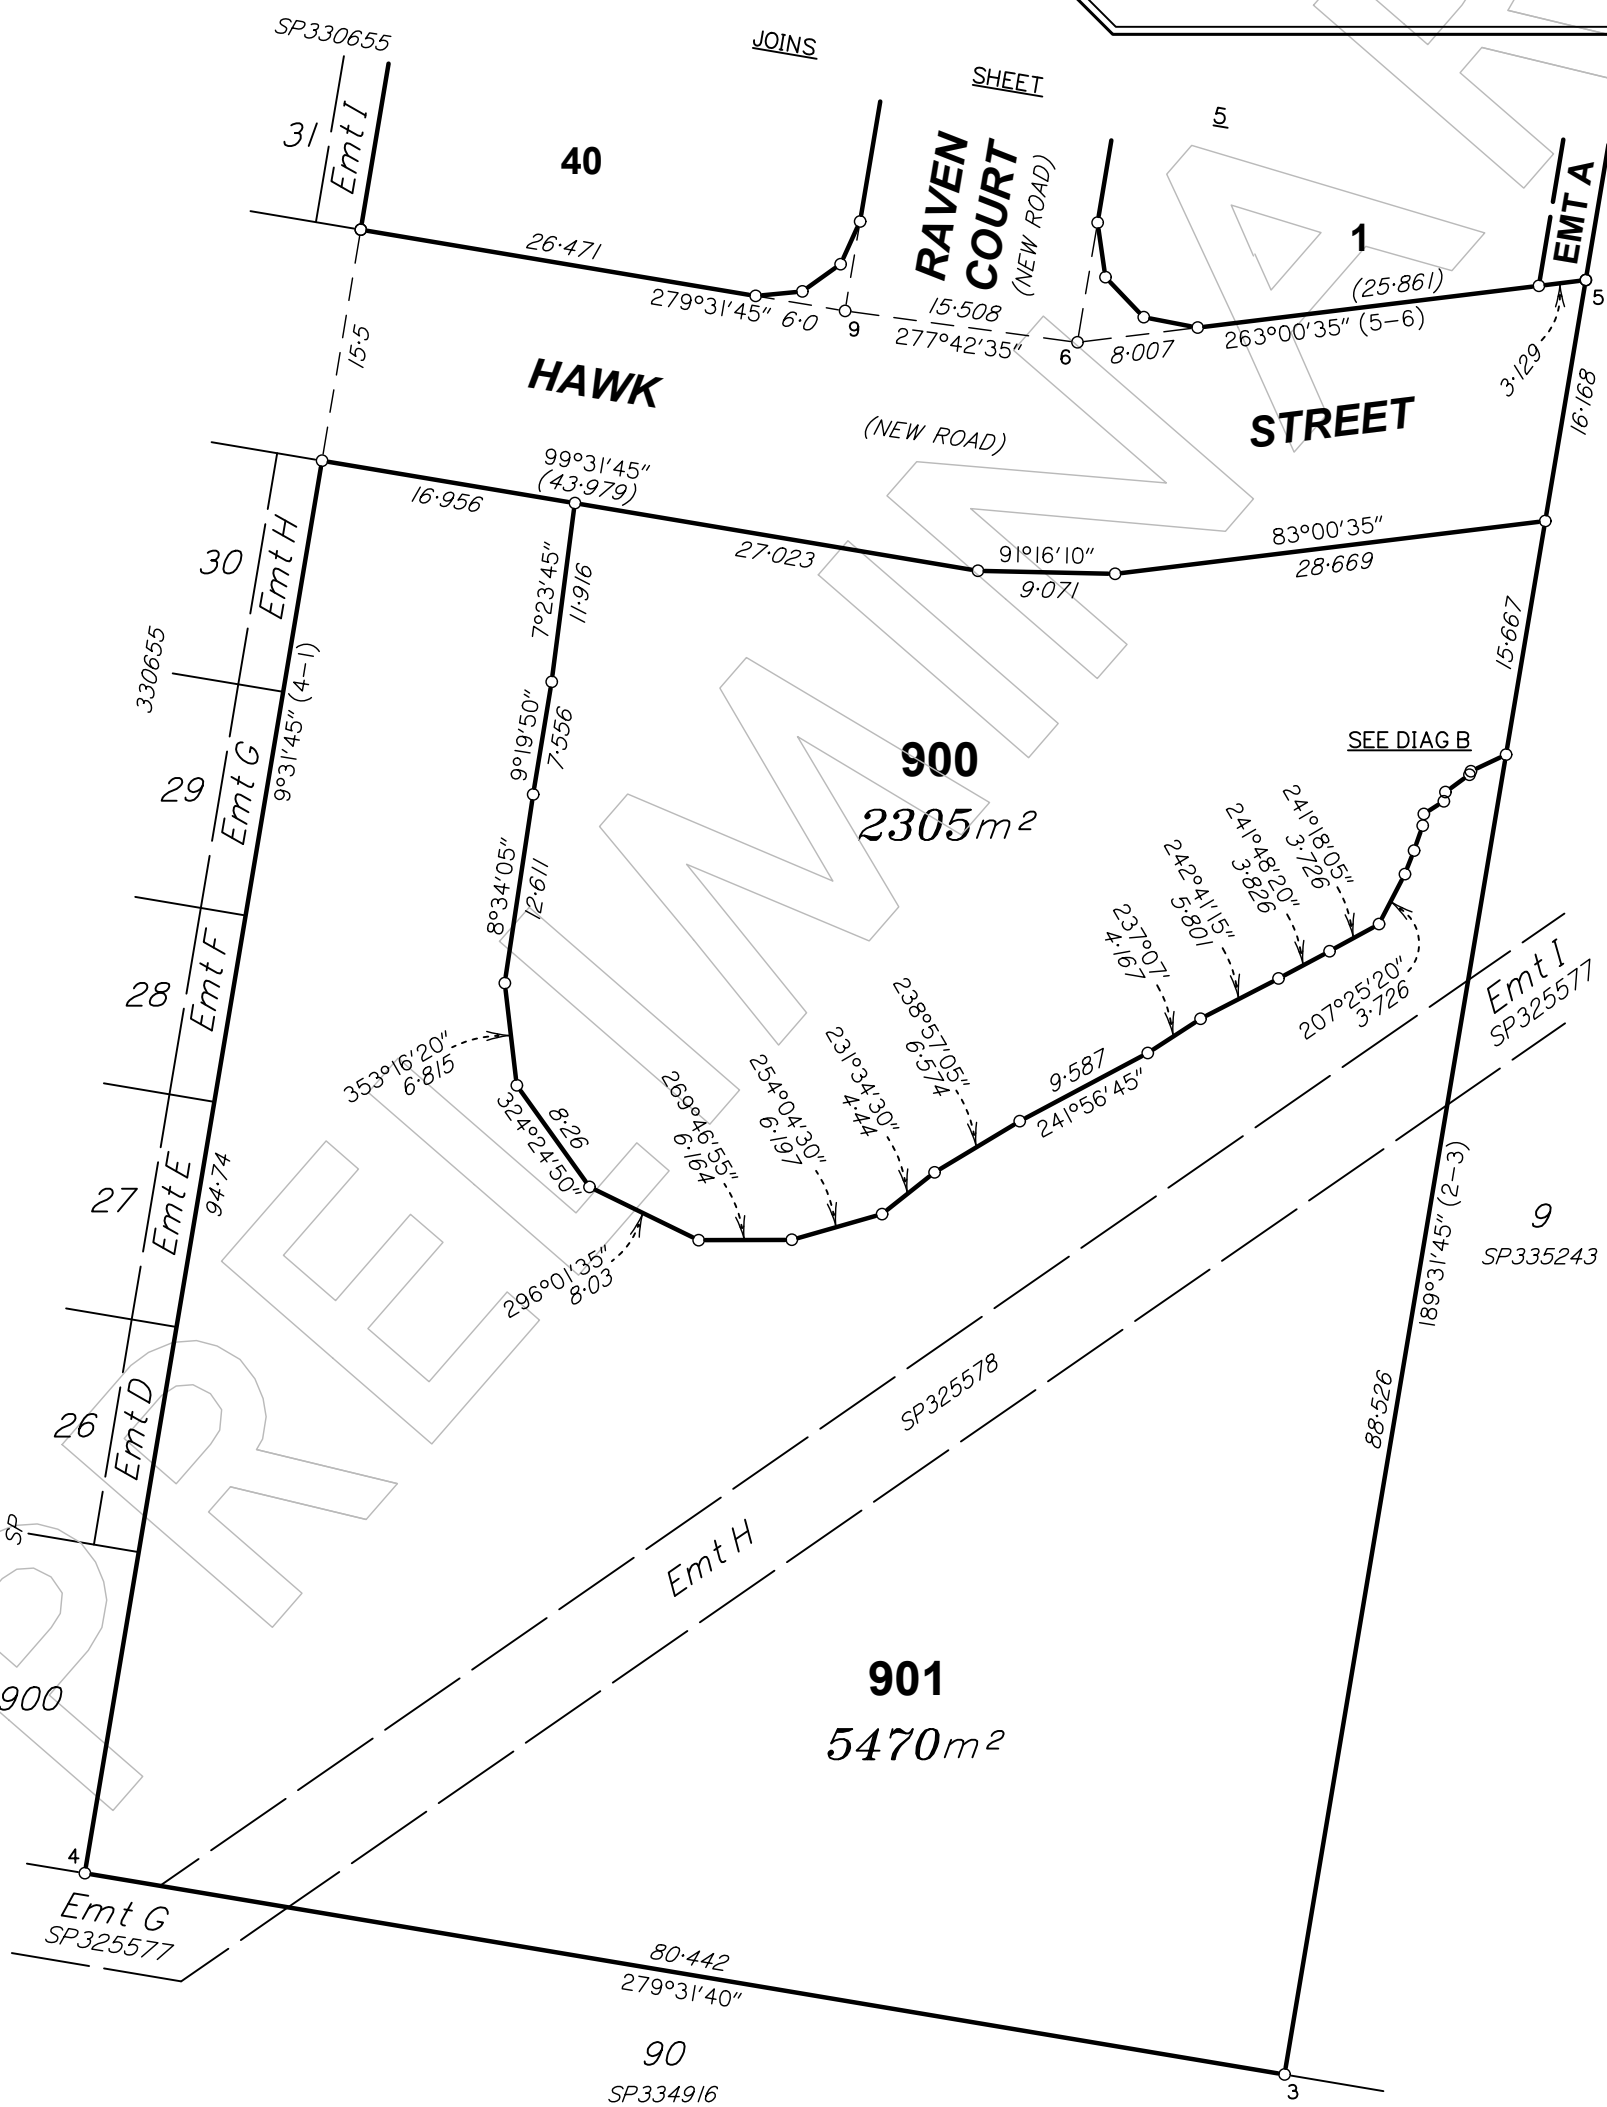 SP330655
JOINS
SHEET
5
31
Emt I
40
RAVEN
COURT
(NEW ROAD)
1
EMT A
26·471
279°31'45" 6·0
9
15·508
277°42'35"
6
8·007
(25·861)
263°00'35" (5-6)
5
3·129
16·168
15·5
HAWK
STREET
(NEW ROAD)
99°31'45"
(43·979)
16·956
27·023
91°16'10"
9·071
83°00'35"
28·669
30
Emt H
7°23'45"
11·916
15·667
330655
9°31'45" (4-1)
29
Emt G
9°19'50"
7·556
900
2305m²
SEE DIAG B
8°34'05"
12·611
241°18'05"
3·726
241°48'20"
3·826
242°41'15"
5·801
237°07'
4·167
238°57'05"
6·574
231°34'30"
4·44
254°04'30"
6·197
269°46'55"
6·164
28
Emt F
353°16'20"
6·815
324°24'50"
8·26
296°01'35"
8·03
9·587
241°56'45"
207°25'20"
3·726
Emt I
SP325577
27
Emt E
94·74
189°31'45" (2-3)
9
SP335243
SP325578
88·526
26
Emt D
SP
Emt H
900
901
5470m²
4
Emt G
SP325577
80·442
279°31'40"
90
SP334916
3
PRELIMINAR